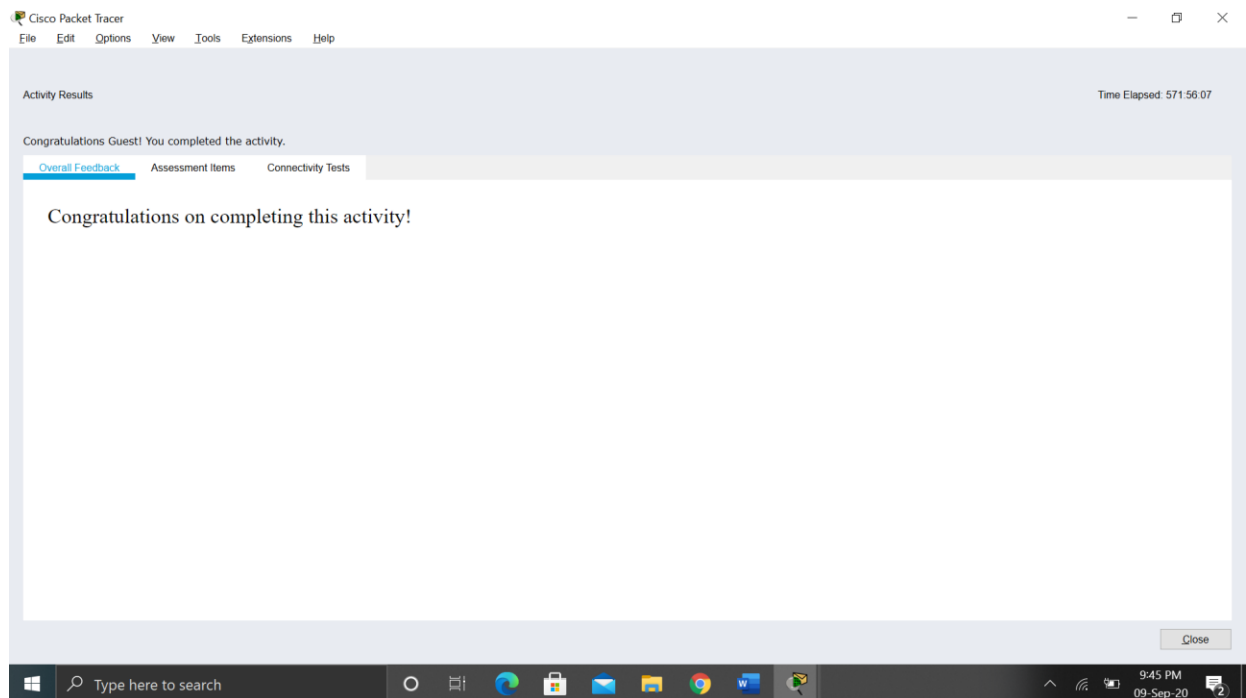 Cisco Packet Tracer
File Edit Options View Tools Extensions Help
Activity Results
Time Elapsed: 571:56:07
Congratulations Guest! You completed the activity.
Overall Feedback Assessment Items Connectivity Tests
Congratulations on completing this activity!
Close
Type here to search
W
9:45 PM
09-Sep-20
2